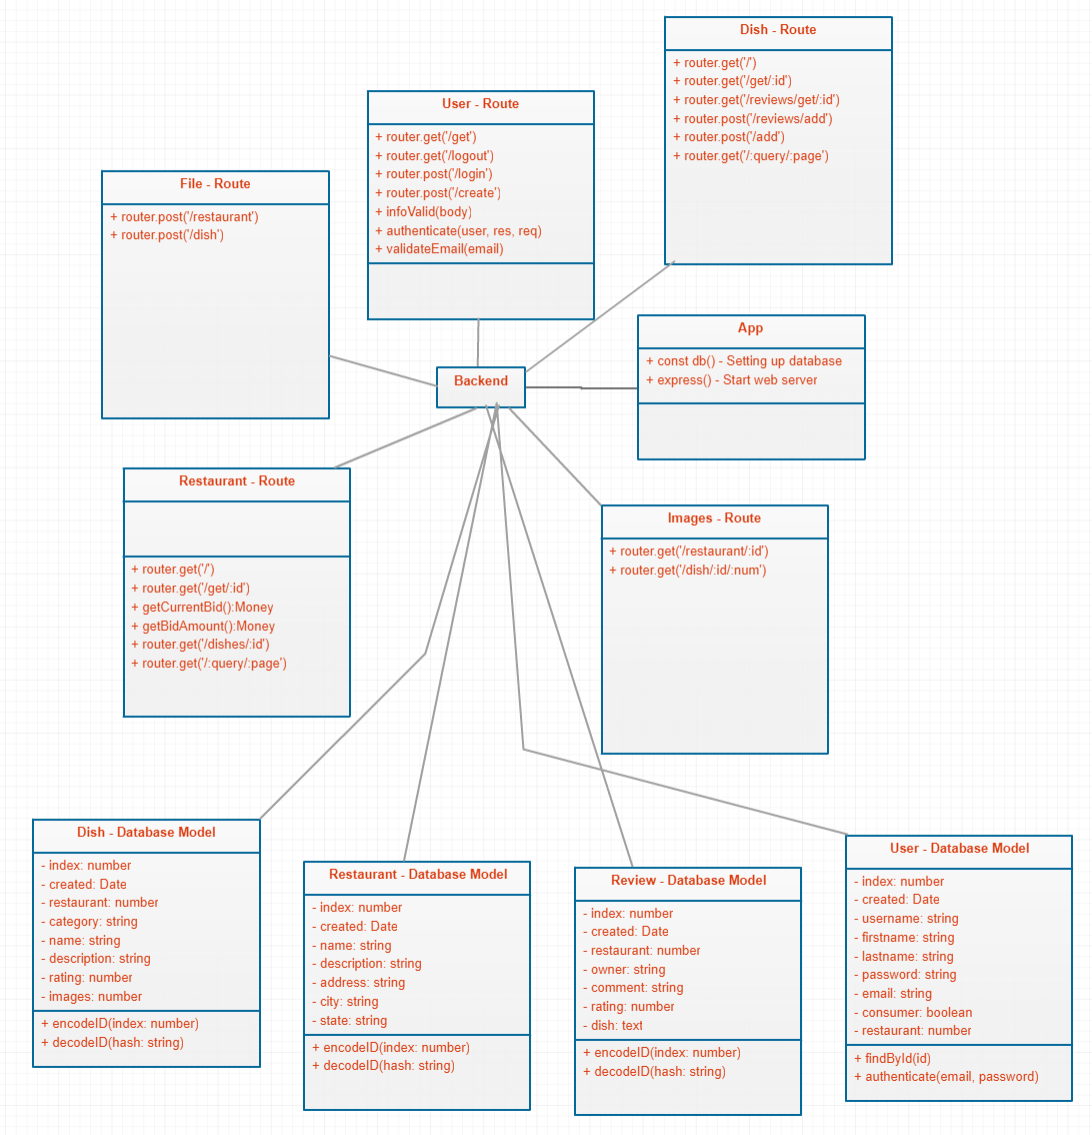 Dish - Route
+ router.get('/')
+ router.get('/get/:id')
+ router.get('/reviews/get/:id')
+ router.post('/reviews/add')
+ router.post('/add')
+ router.get('/:query/:page')
User - Route
+ router.get('/get')
+ router.get('/logout')
+ router.post('/login')
+ router.post('/create')
+ infoValid(body)
+ authenticate(user, res, req)
+ validateEmail(email)
File - Route
+ router.post('/restaurant')
+ router.post('/dish')
App
+ const db() - Setting up database
+ express() - Start web server
Backend
Restaurant - Route
+ router.get('/')
+ router.get('/get/:id')
+ getCurrentBid():Money
+ getBidAmount():Money
+ router.get('/dishes/:id')
+ router.get('/:query/:page')
Images - Route
+ router.get('/restaurant/:id')
+ router.get('/dish/:id/:num')
Dish - Database Model
- index: number
- created: Date
- restaurant: number
- category: string
- name: string
- description: string
- rating: number
- images: number
+ encodeID(index: number)
+ decodeID(hash: string)
Restaurant - Database Model
- index: number
- created: Date
- name: string
- description: string
- address: string
- city: string
- state: string
+ encodeID(index: number)
+ decodeID(hash: string)
Review - Database Model
- index: number
- created: Date
- restaurant: number
- owner: string
- comment: string
- rating: number
- dish: text
+ encodeID(index: number)
+ decodeID(hash: string)
User - Database Model
- index: number
- created: Date
- username: string
- firstname: string
- lastname: string
- password: string
- email: string
- consumer: boolean
- restaurant: number
+ findById(id)
+ authenticate(email, password)